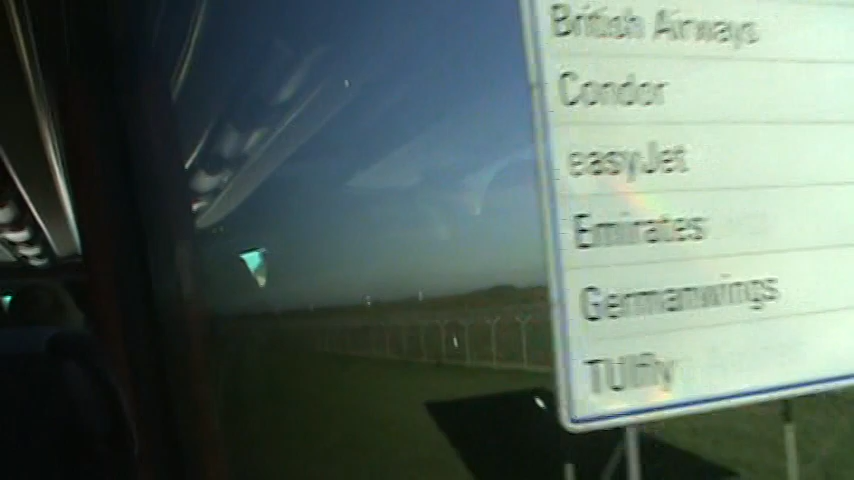 British Airways
Condor
easyJet
Emirates
Germanwings
TUIfly